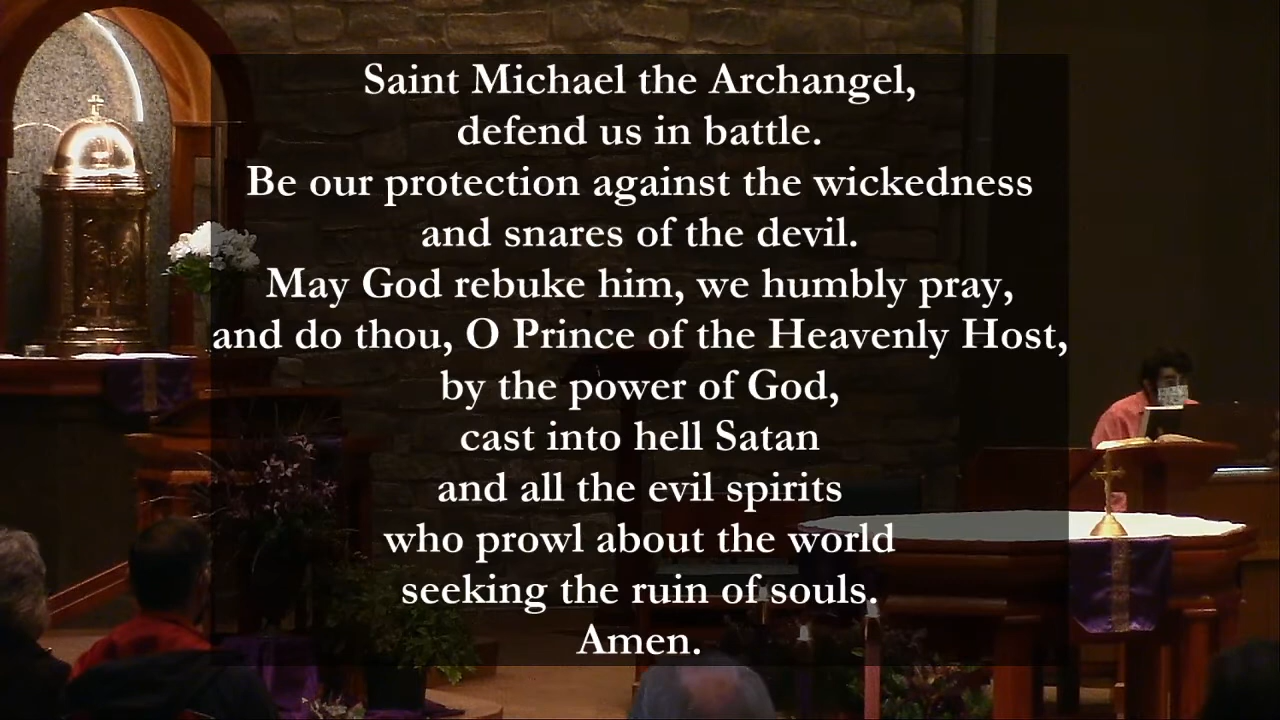 Saint Michael the Archangel,
defend us in battle.
Be our protection against the wickedness
and snares of the devil.
May God rebuke him, we humbly pray,
and do thou, O Prince of the Heavenly Host,
by the power of God,
cast into hell Satan
and all the evil spirits
who prowl about the world
seeking the ruin of souls.
Amen.